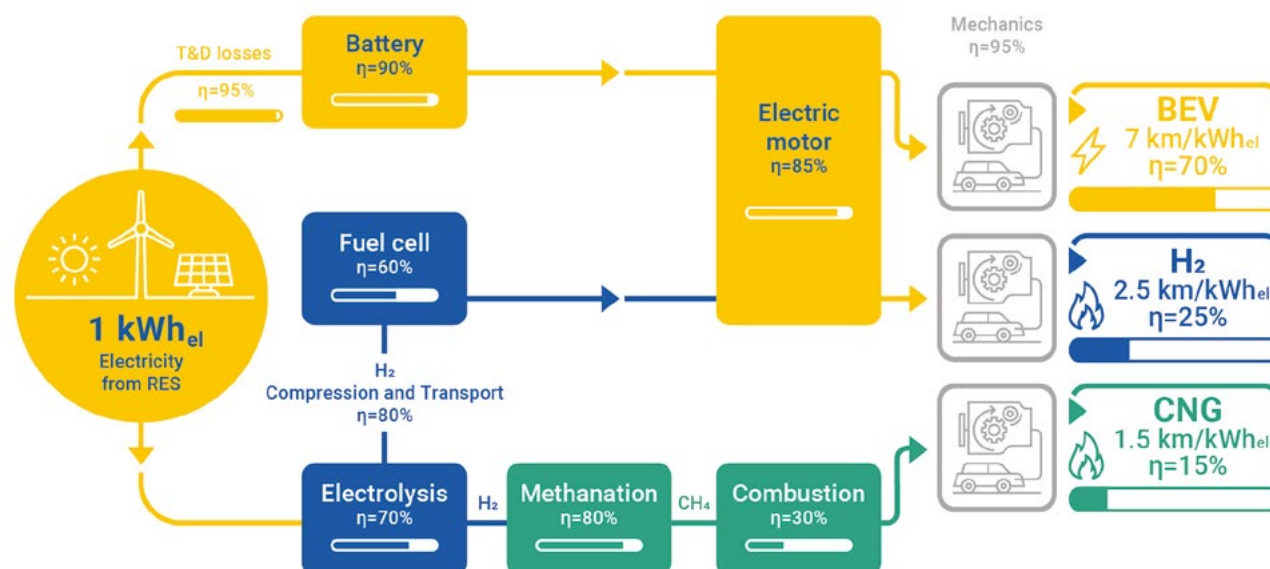 T&D losses
η=95%
Battery
η=90%
Electric
motor
η=85%
Mechanics
η=95%
BEV
7 km/kWhel
η=70%
1 kWhel
Electricity
from RES
Fuel cell
η=60%
H₂
Compression and Transport
η=80%
H₂
2.5 km/kWhel
η=25%
Electrolysis
η=70%
H₂
Methanation
η=80%
CH₄
Combustion
η=30%
CNG
1.5 km/kWhel
η=15%